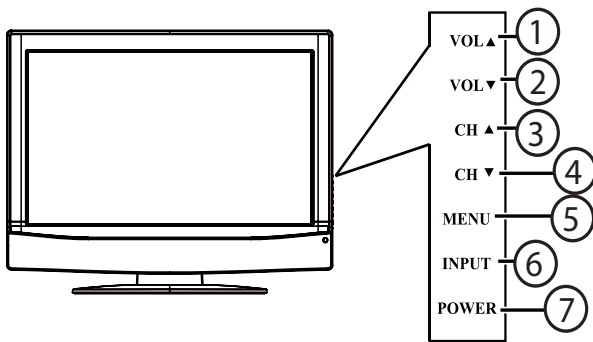 VOL▲ 1
VOL▼ 2
CH ▲ 3
CH ▼ 4
MENU 5
INPUT 6
POWER 7